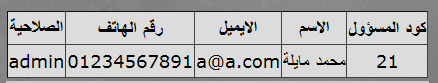 كود المسؤول الاسم الايميل رقم الهاتف الصلاحية
21 محمد مايلة a@a.com 01234567891 admin